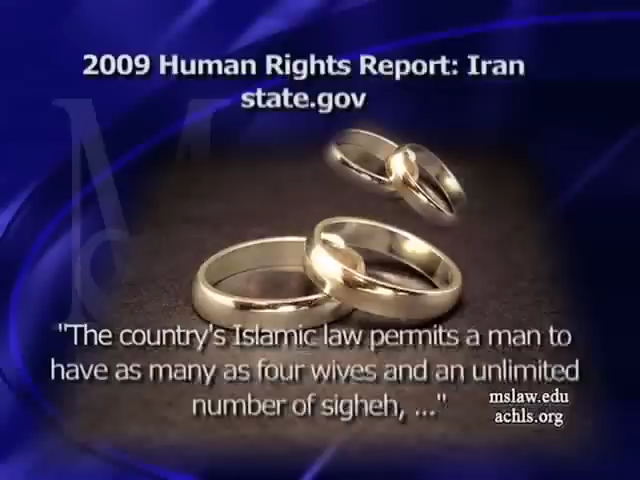 2009 Human Rights Report: Iran
state.gov
"The country's Islamic law permits a man to
have as many as four wives and an unlimited
number of sigheh, ..."
mslaw.edu
achls.org